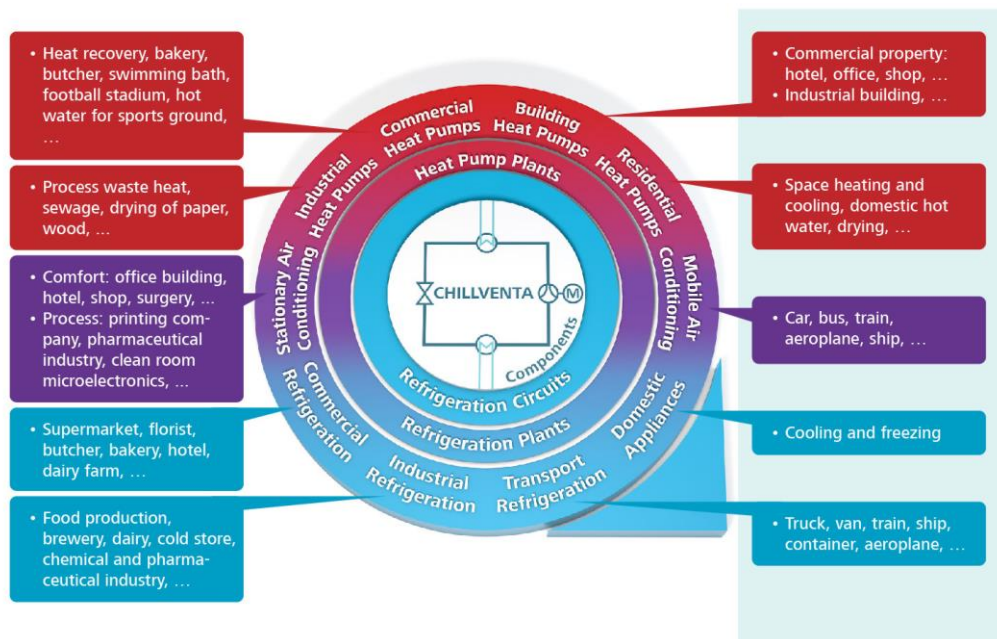 • Heat recovery, bakery,
butcher, swimming bath,
football stadium, hot
water for sports ground,
…
• Process waste heat,
sewage, drying of paper,
wood, …
• Comfort: office building,
hotel, shop, surgery, …
• Process: printing com-
pany, pharmaceutical
industry, clean room
microelectronics, …
• Supermarket, florist,
butcher, bakery, hotel,
dairy farm, …
• Food production,
brewery, dairy, cold store,
chemical and pharma-
ceutical industry, …
Commercial
Heat Pumps
Building
Heat Pumps
Industrial
Heat Pumps
Residential
Heat Pumps
Heat Pump Plants
Stationary Air
Conditioning
Mobile Air
Conditioning
CHILLVENTA
M
Components
Refrigeration Circuits
Refrigeration Plants
Commercial
Refrigeration
Domestic
Appliances
Industrial
Refrigeration
Transport
Refrigeration
• Commercial property:
hotel, office, shop, …
• Industrial building, …
• Space heating and
cooling, domestic hot
water, drying, …
• Car, bus, train,
aeroplane, ship, …
• Cooling and freezing
• Truck, van, train, ship,
container, aeroplane, …